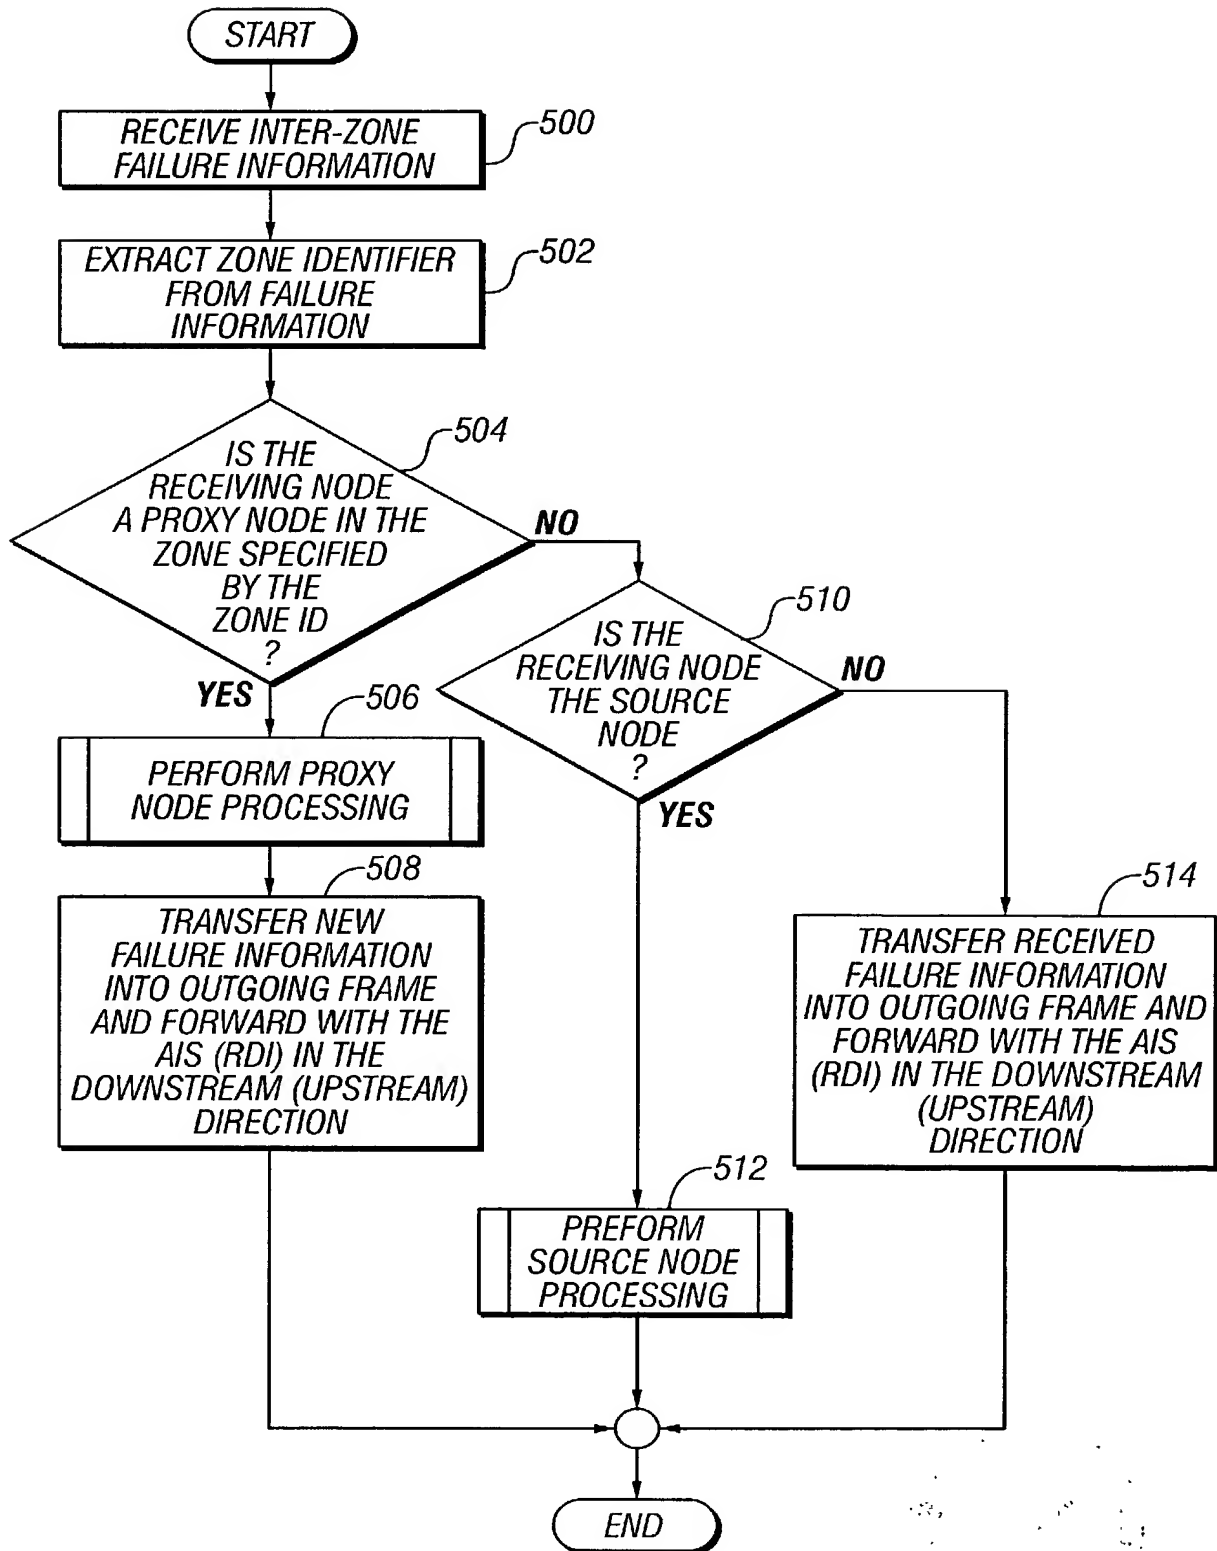 START
RECEIVE INTER-ZONE
FAILURE INFORMATION
500
EXTRACT ZONE IDENTIFIER
FROM FAILURE
INFORMATION
502
IS THE
RECEIVING NODE
A PROXY NODE IN THE
ZONE SPECIFIED
BY THE
ZONE ID
?
504
NO
YES
IS THE
RECEIVING NODE
THE SOURCE
NODE
?
510
NO
YES
506
PERFORM PROXY
NODE PROCESSING
508
TRANSFER NEW
FAILURE INFORMATION
INTO OUTGOING FRAME
AND FORWARD WITH THE
AIS (RDI) IN THE
DOWNSTREAM (UPSTREAM)
DIRECTION
514
TRANSFER RECEIVED
FAILURE INFORMATION
INTO OUTGOING FRAME AND
FORWARD WITH THE AIS
(RDI) IN THE DOWNSTREAM
(UPSTREAM)
DIRECTION
512
PREFORM
SOURCE NODE
PROCESSING
END